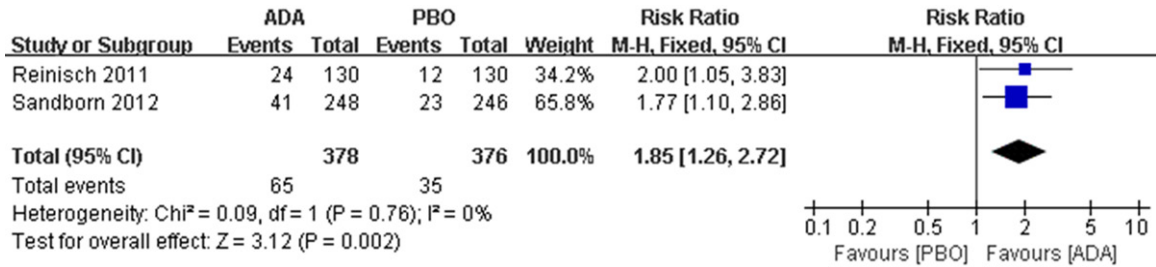 ADA PBO Risk Ratio Risk Ratio
Study or Subgroup Events Total Events Total Weight M-H, Fixed, 95% CI M-H, Fixed, 95% CI
Reinisch 2011 24 130 12 130 34.2% 2.00 [1.05, 3.83]
Sandborn 2012 41 248 23 246 65.8% 1.77 [1.10, 2.86]
Total (95% CI) 378 376 100.0% 1.85 [1.26, 2.72]
Total events 65 35
Heterogeneity: Chi² = 0.09, df = 1 (P = 0.76); I² = 0%
Test for overall effect: Z = 3.12 (P = 0.002)
0.1 0.2 0.5 1 2 5 10
Favours [PBO] Favours [ADA]